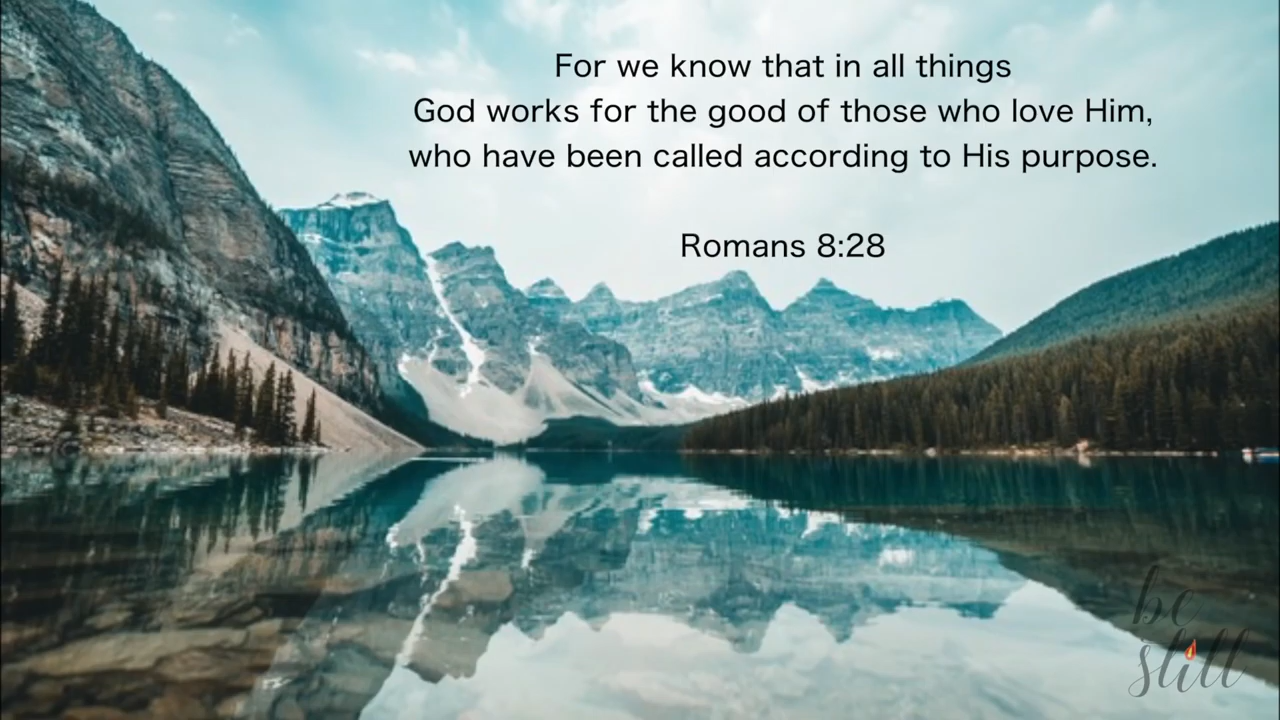 For we know that in all things
God works for the good of those who love Him,
who have been called according to His purpose.
Romans 8:28
be
still